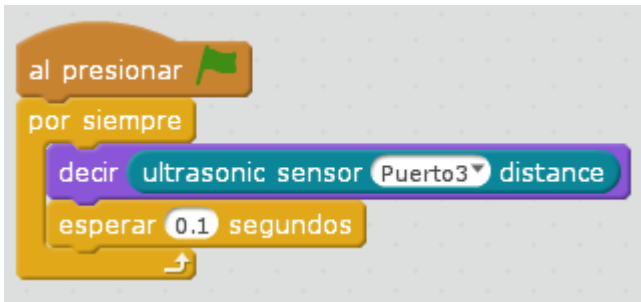 al presionar
por siempre
decir ultrasonic sensor Puerto3 distance
esperar 0.1 segundos